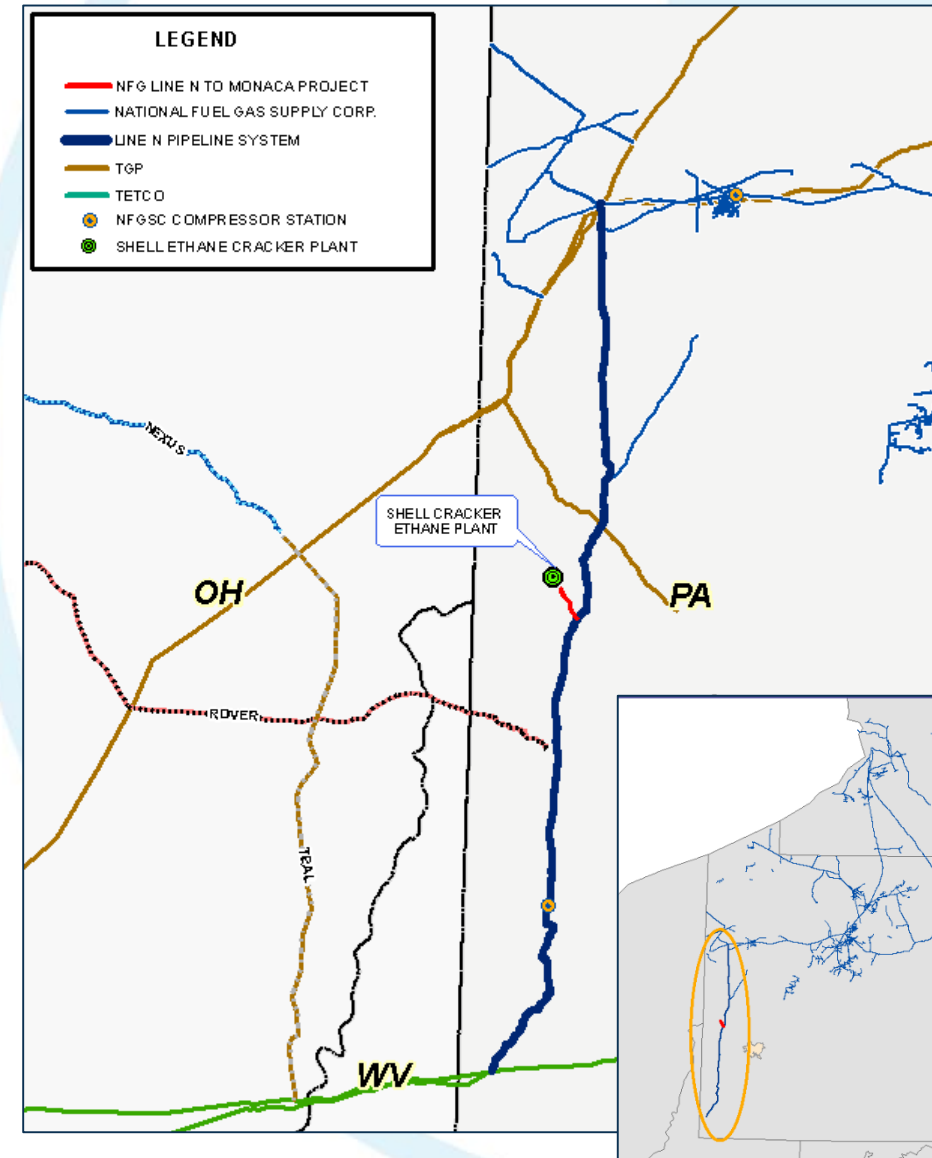 LEGEND
NFG LINE N TO MONACA PROJECT
NATIONAL FUEL GAS SUPPLY CORP.
LINE N PIPELINE SYSTEM
TGP
TETCO
NFGSC COMPRESSOR STATION
SHELL ETHANE CRACKER PLANT
NEXUS
SHELL CRACKER
ETHANE PLANT
OH
PA
ROVER
TEAL
WV